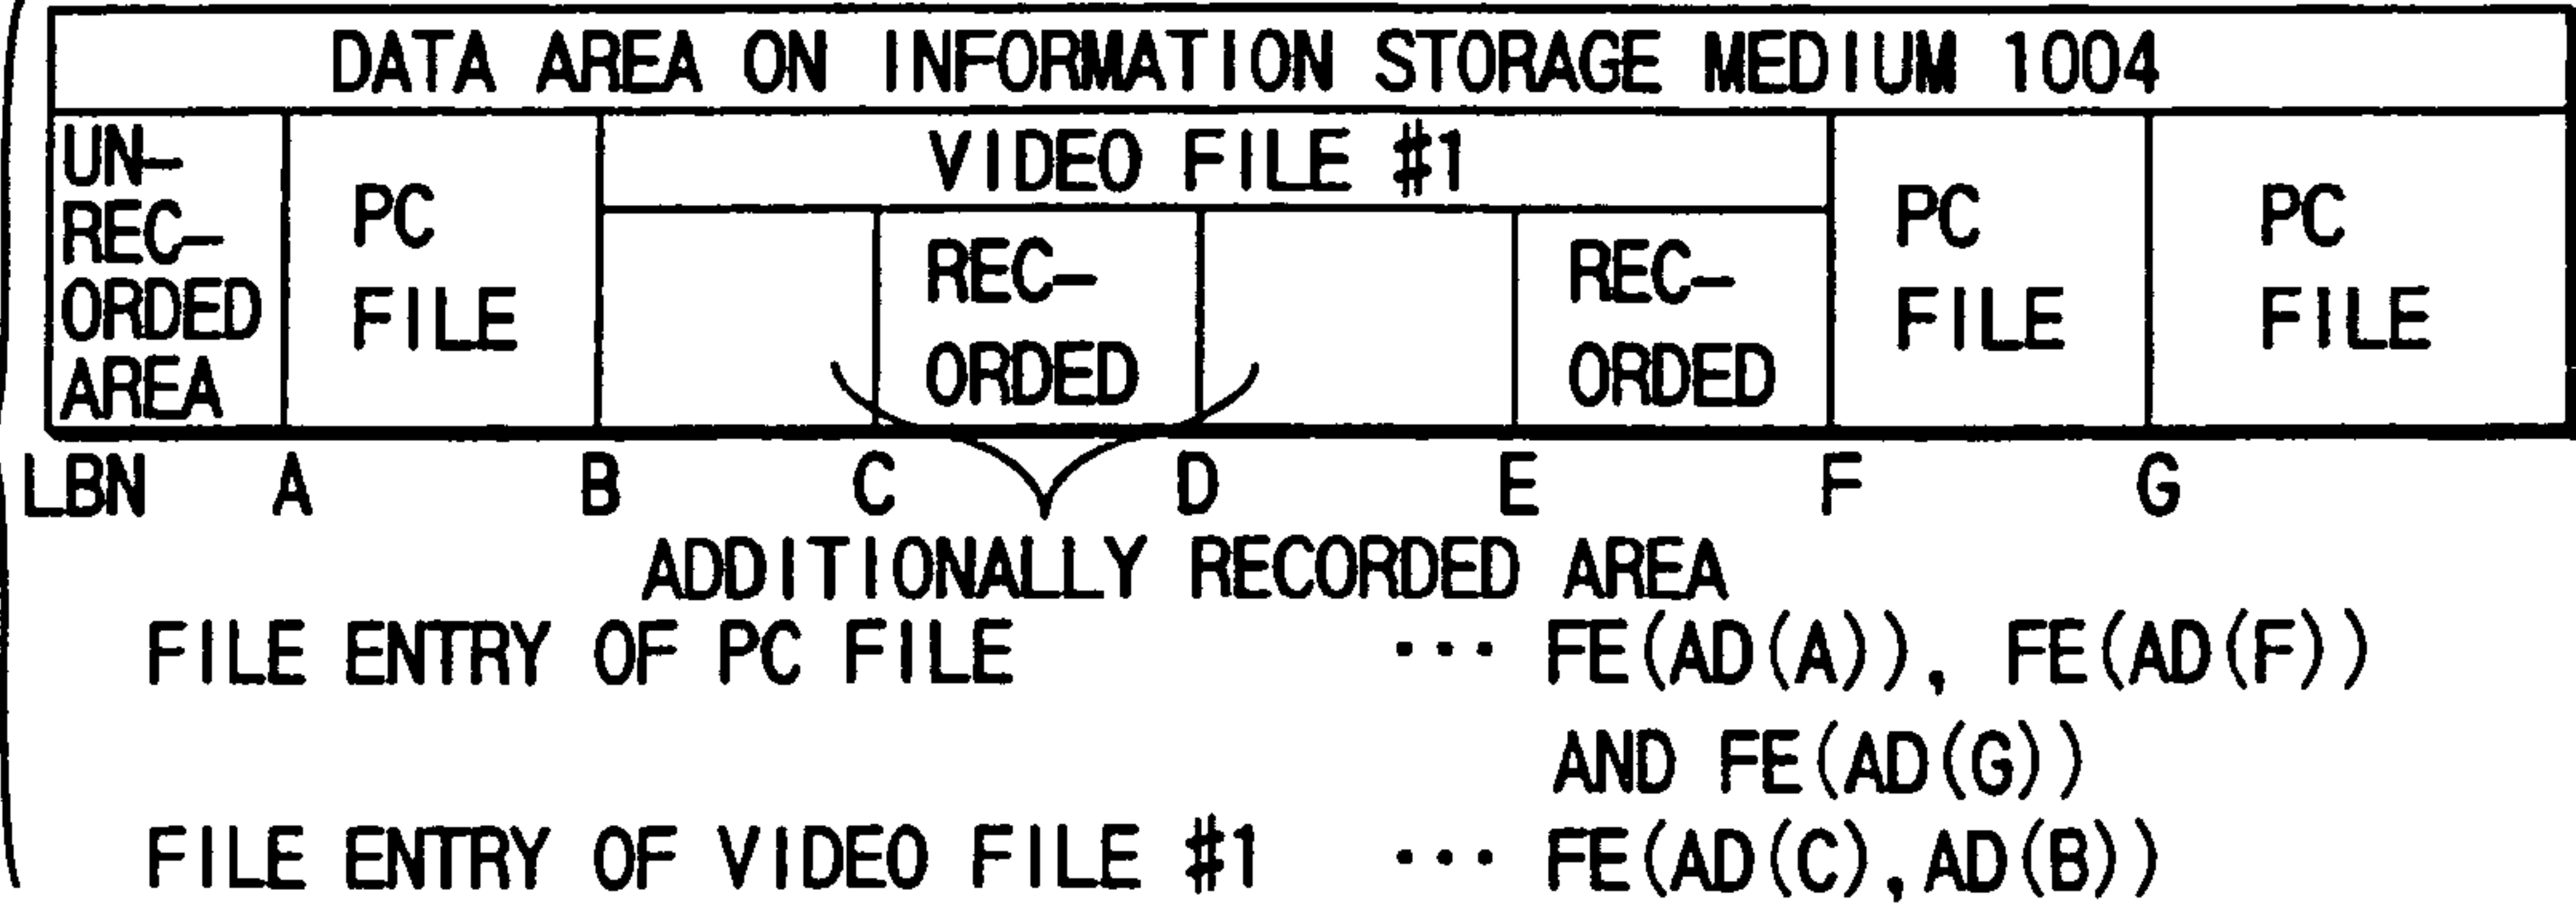 DATA AREA ON INFORMATION STORAGE MEDIUM 1004
UN-
REC-
ORDED
AREA
PC
FILE
VIDEO FILE #1
REC-
ORDED
REC-
ORDED
PC
FILE
PC
FILE
LBN A B C D E F G
ADDITIONALLY RECORDED AREA
FILE ENTRY OF PC FILE ··· FE(AD(A)), FE(AD(F))
AND FE(AD(G))
FILE ENTRY OF VIDEO FILE #1 ··· FE(AD(C),AD(B))